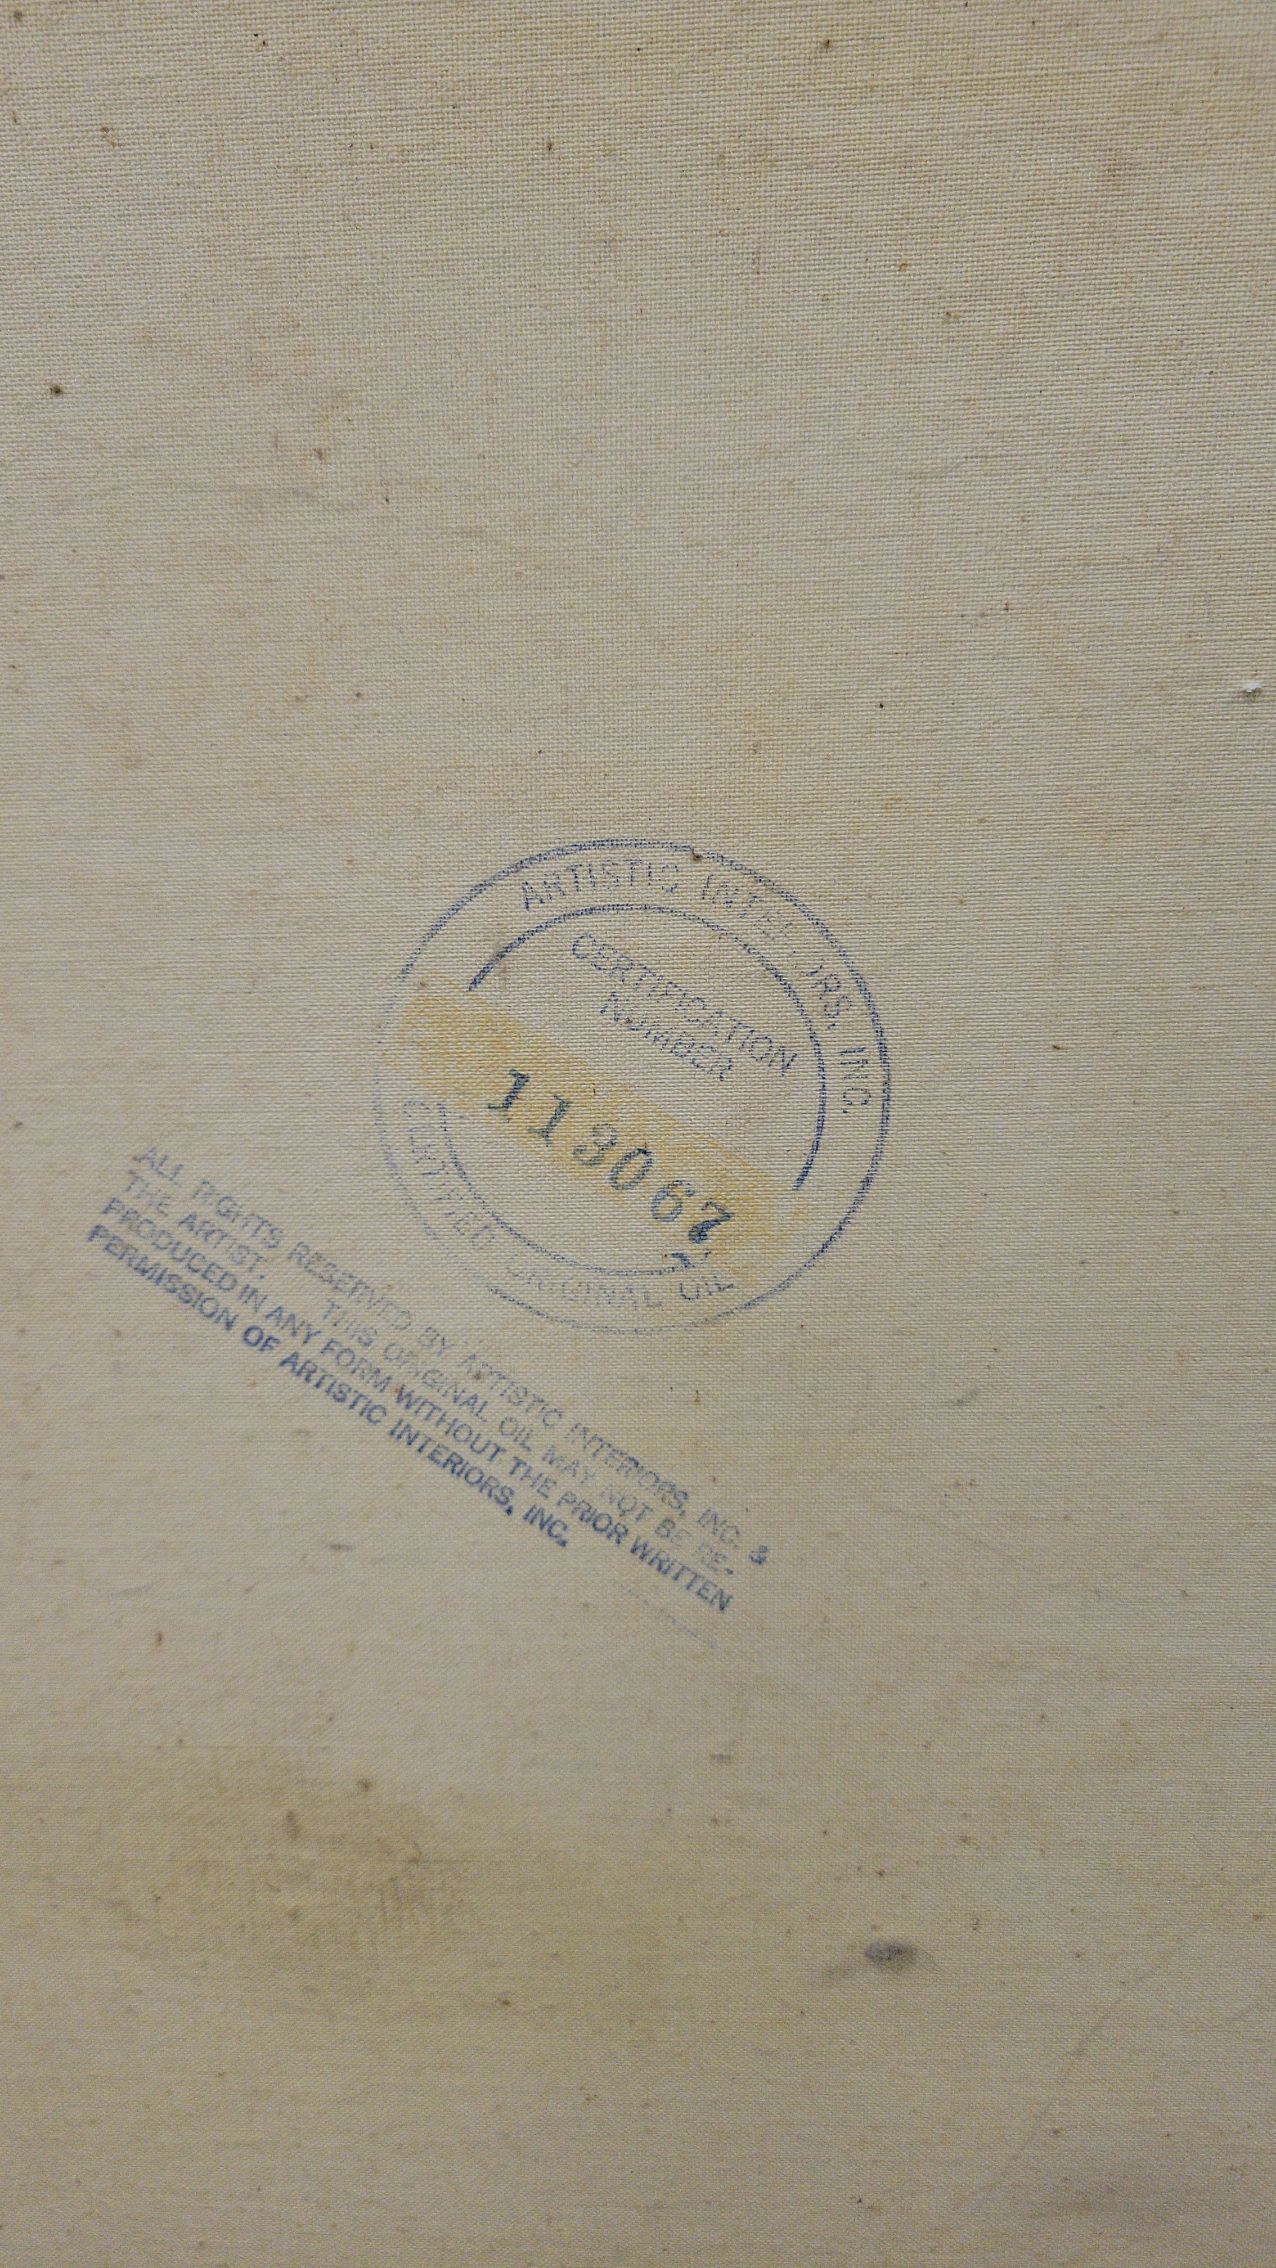 ARTISTIC INTERIORS, INC.
CERTIFICATION
NUMBER
113067
CERTIFIED ORIGINAL OIL
ALL RIGHTS RESERVED BY ARTISTIC INTERIORS, INC. &
THE ARTIST. THIS ORIGINAL OIL MAY NOT BE RE-
PRODUCED IN ANY FORM WITHOUT THE PRIOR WRITTEN
PERMISSION OF ARTISTIC INTERIORS, INC.